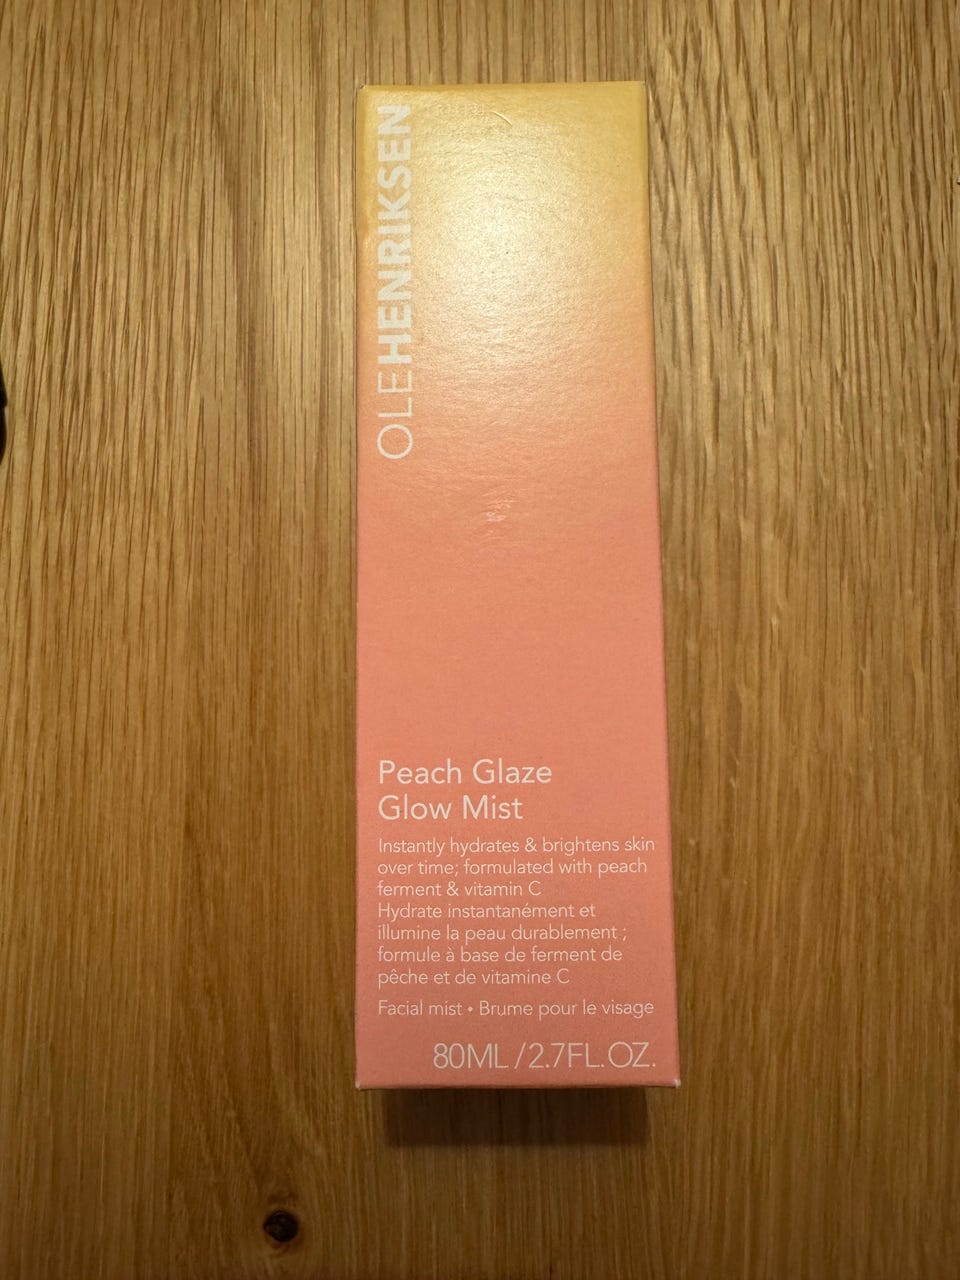 OLEHENRIKSEN
Peach Glaze
Glow Mist
Instantly hydrates & brightens skin
over time; formulated with peach
ferment & vitamin C
Hydrate instantanément et
illumine la peau durablement ;
formule à base de ferment de
pêche et de vitamine C
Facial mist • Brume pour le visage
80ML/2.7FL.OZ.